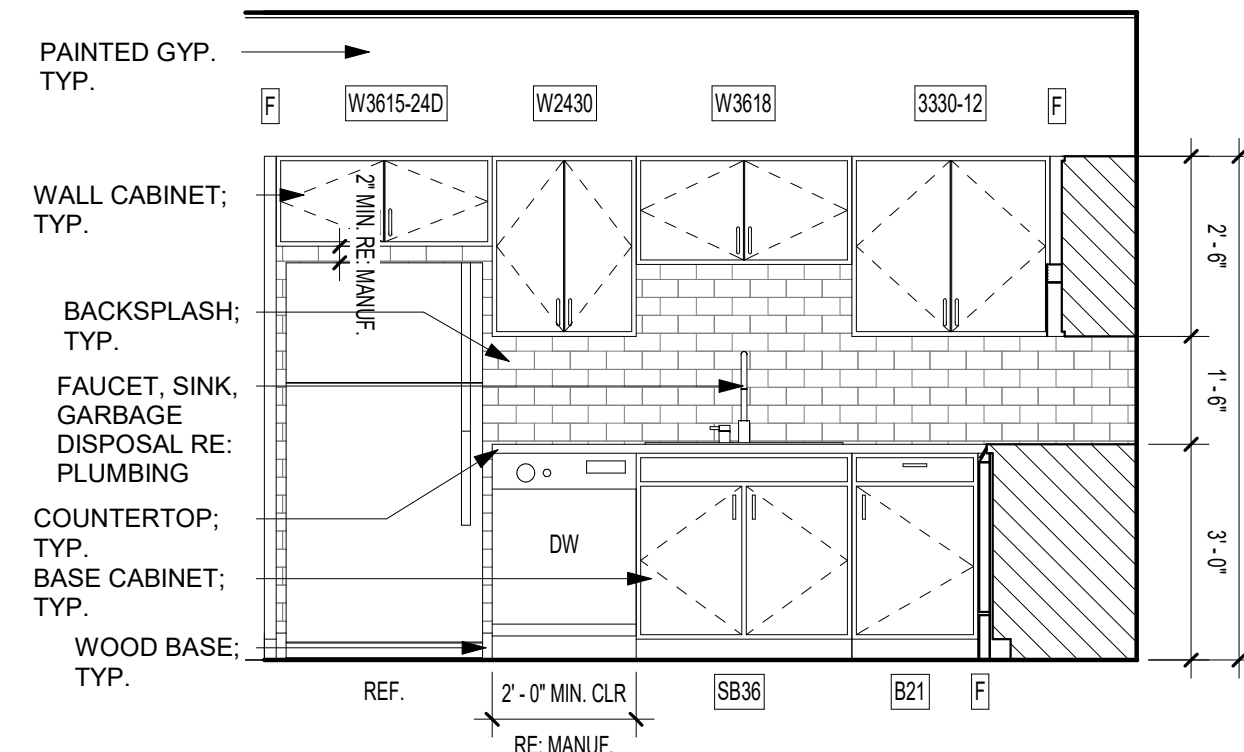 PAINTED GYP.
TYP.
F
W3615-24D
W2430
W3618
3330-12
F
WALL CABINET;
TYP.
2" MIN. RE: MANUF.
2' - 6"
BACKSPLASH;
TYP.
FAUCET, SINK,
GARBAGE
DISPOSAL RE:
PLUMBING
1' - 6"
COUNTERTOP;
TYP.
DW
3' - 0"
BASE CABINET;
TYP.
WOOD BASE;
TYP.
REF.
2' - 0" MIN. CLR
RE: MANUF.
SB36
B21
F